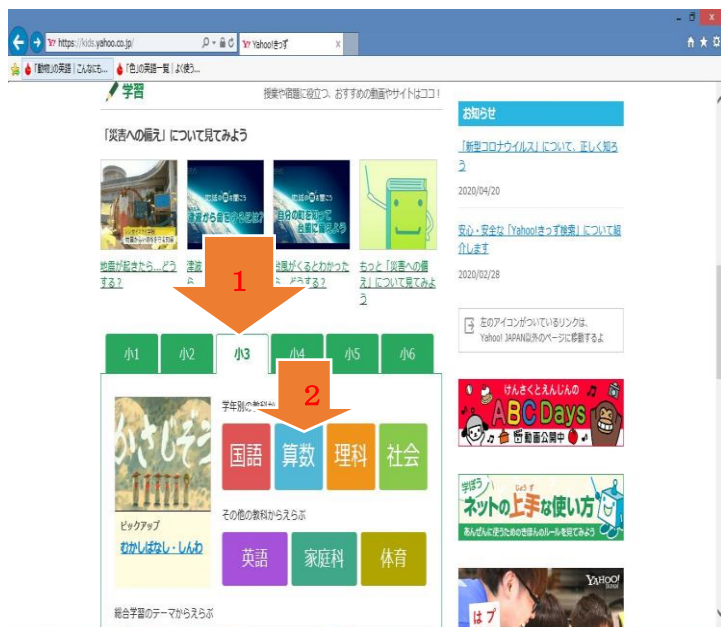 https://kids.yahoo.co.jp/
Yahoo!きっず
「動物」の英語｜こんなにも...
「色」の英語一覧｜よく使う...
学習
授業や宿題に役立つ、おすすめの動画やサイトはココ！
「災害への備え」について見てみよう
地震が起きたら...どう
する？
津波
台風がくるとわかった
ら、どうする？
もっと「災害への備
え」について見てみよ
う
1
小1
小2
小3
小4
小5
小6
学年別の教科か
2
かさじぞう
国語
算数
理科
社会
ピックアップ
むかしばなし・しんわ
その他の教科からえらぶ
英語
家庭科
体育
総合学習のテーマからえらぶ
お知らせ
「新型コロナウイルス」について、正しく知ろ
う
2020/04/20
安心・安全な「Yahoo!きっず検索」について紹
介します
2020/02/28
左のアイコンがついているリンクは、
Yahoo! JAPAN以外のページに移動するよ
けんさくとえんじんの
ABC Days
動画公開中
学ぼう
ネットの上手な使い方
じょうず
あんぜんに使うためのきほんのルールを見てみよう
YAHOO!
JAPAN
はプ